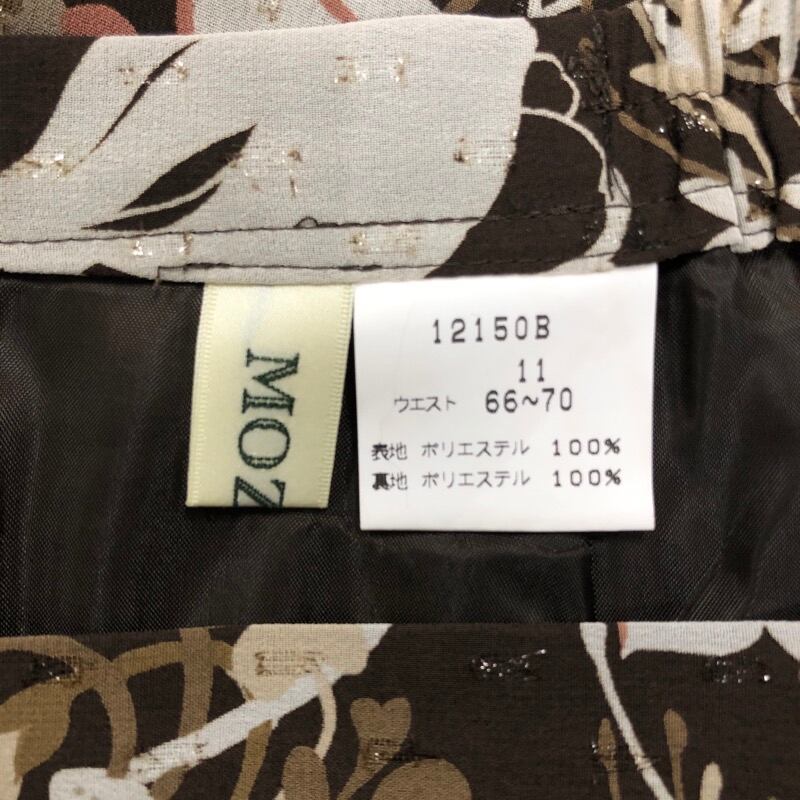 MOZ
12150B
11
ウエスト 66~70
表地 ポリエステル 100%
裏地 ポリエステル 100%